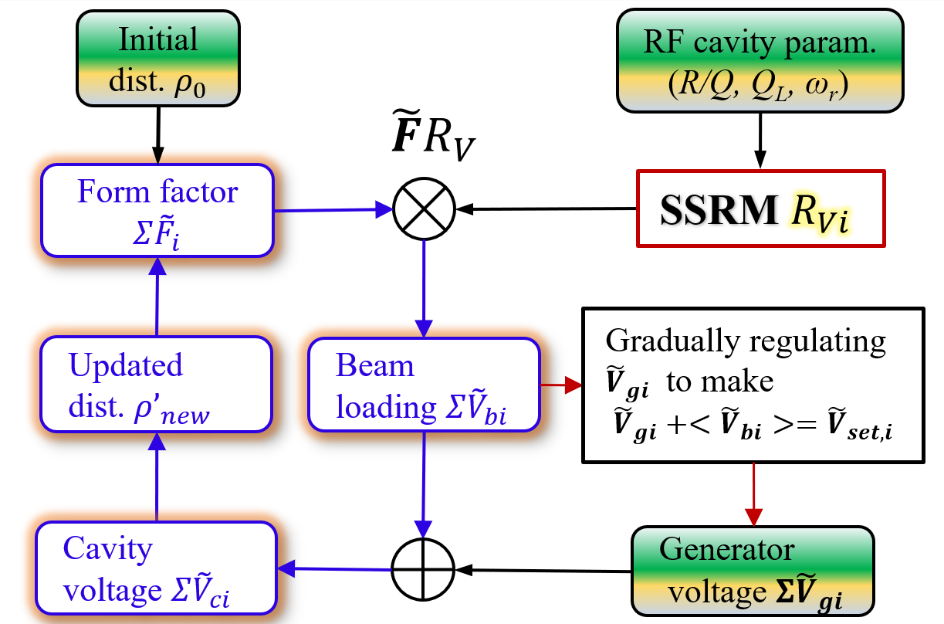 Initial
dist. ρ₀
RF cavity param.
(R/Q, Q_L, ω_r)
F̃R_V
Form factor
ΣF̃_i
SSRM R_Vi
Updated
dist. ρ’_new
Beam
loading ΣṼ_bi
Gradually regulating
Ṽ_gi to make
Ṽ_gi +< Ṽ_bi >= Ṽ_set,i
Cavity
voltage ΣṼ_ci
Generator
voltage ΣṼ_gi